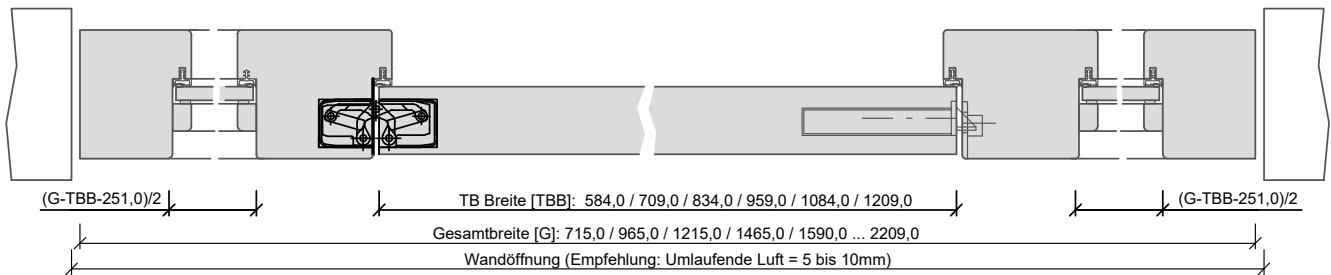 (G-TBB-251,0)/2
TB Breite [TBB]: 584,0 / 709,0 / 834,0 / 959,0 / 1084,0 / 1209,0
(G-TBB-251,0)/2
Gesamtbreite [G]: 715,0 / 965,0 / 1215,0 / 1465,0 / 1590,0 ... 2209,0
Wandöffnung (Empfehlung: Umlaufende Luft = 5 bis 10mm)